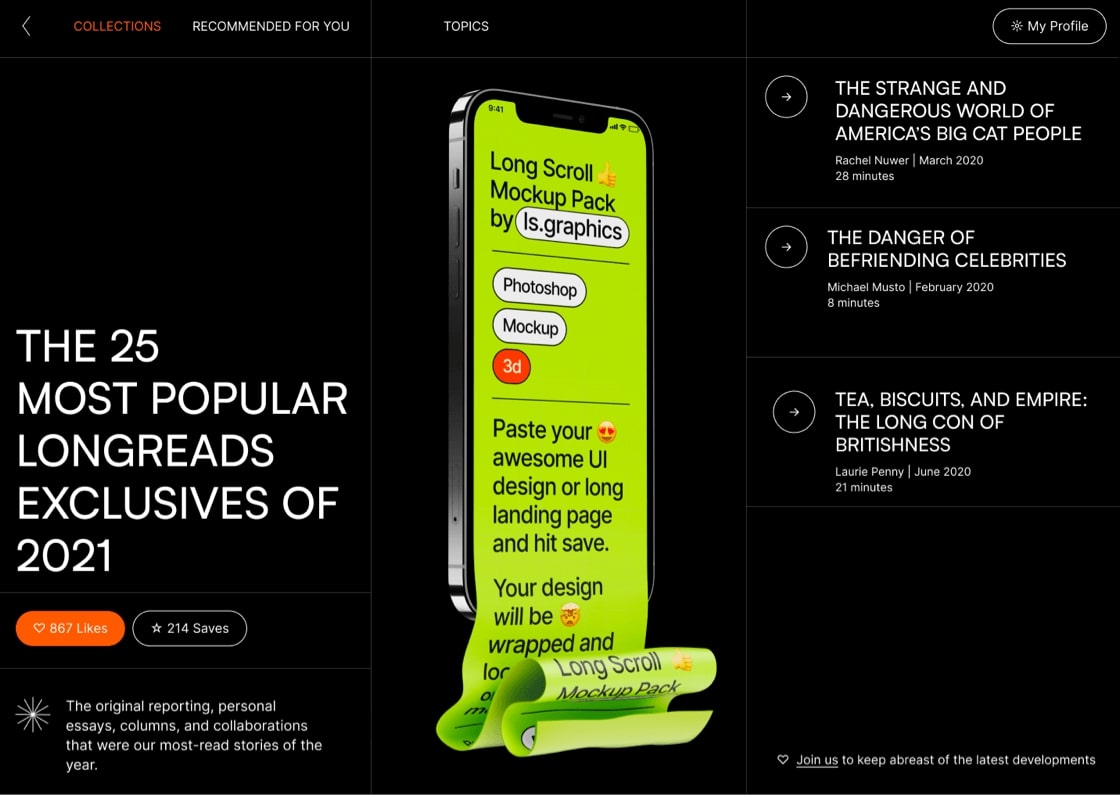 COLLECTIONS
RECOMMENDED FOR YOU
TOPICS
My Profile
THE 25
MOST POPULAR
LONGREADS
EXCLUSIVES OF
2021
867 Likes
214 Saves
The original reporting, personal
essays, columns, and collaborations
that were our most-read stories of the
year.
9:41
Long Scroll 👍
Mockup Pack
by ls.graphics
Photoshop
Mockup
3d
Paste your 😍
awesome UI
design or long
landing page
and hit save.
Your design
will be 🤯
wrapped and
Long Scroll 👍
Mockup Pack
THE STRANGE AND
DANGEROUS WORLD OF
AMERICA'S BIG CAT PEOPLE
Rachel Nuwer | March 2020
28 minutes
THE DANGER OF
BEFRIENDING CELEBRITIES
Michael Musto | February 2020
8 minutes
TEA, BISCUITS, AND EMPIRE:
THE LONG CON OF
BRITISHNESS
Laurie Penny | June 2020
21 minutes
Join us to keep abreast of the latest developments